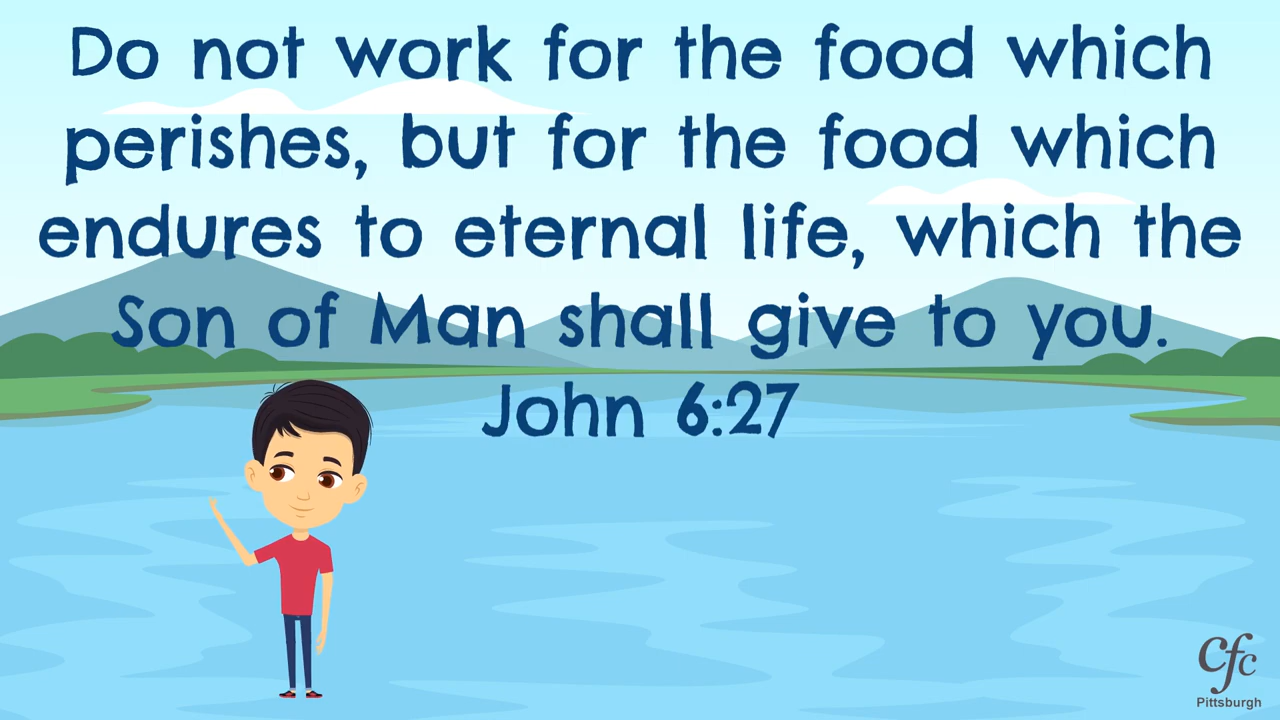 Do not work for the food which
perishes, but for the food which
endures to eternal life, which the
Son of Man shall give to you.
John 6:27
cfc
Pittsburgh